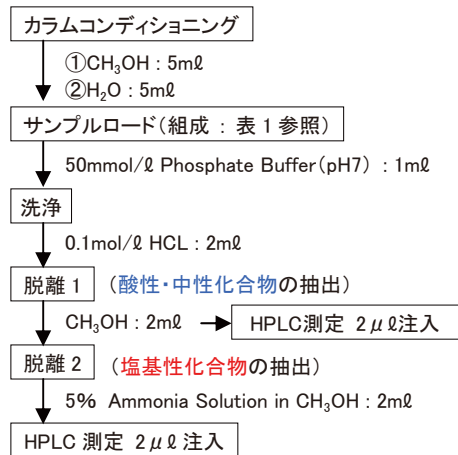 カラムコンディショニング
①CH₃OH : 5mℓ
②H₂O : 5mℓ
サンプルロード(組成 : 表1参照)
50mmol/ℓ Phosphate Buffer(pH7) : 1mℓ
洗浄
0.1mol/ℓ HCL : 2mℓ
脱離1 (酸性・中性化合物の抽出)
CH₃OH : 2mℓ → HPLC測定 2μℓ注入
脱離2 (塩基性化合物の抽出)
5% Ammonia Solution in CH₃OH : 2mℓ
HPLC 測定 2μℓ注入